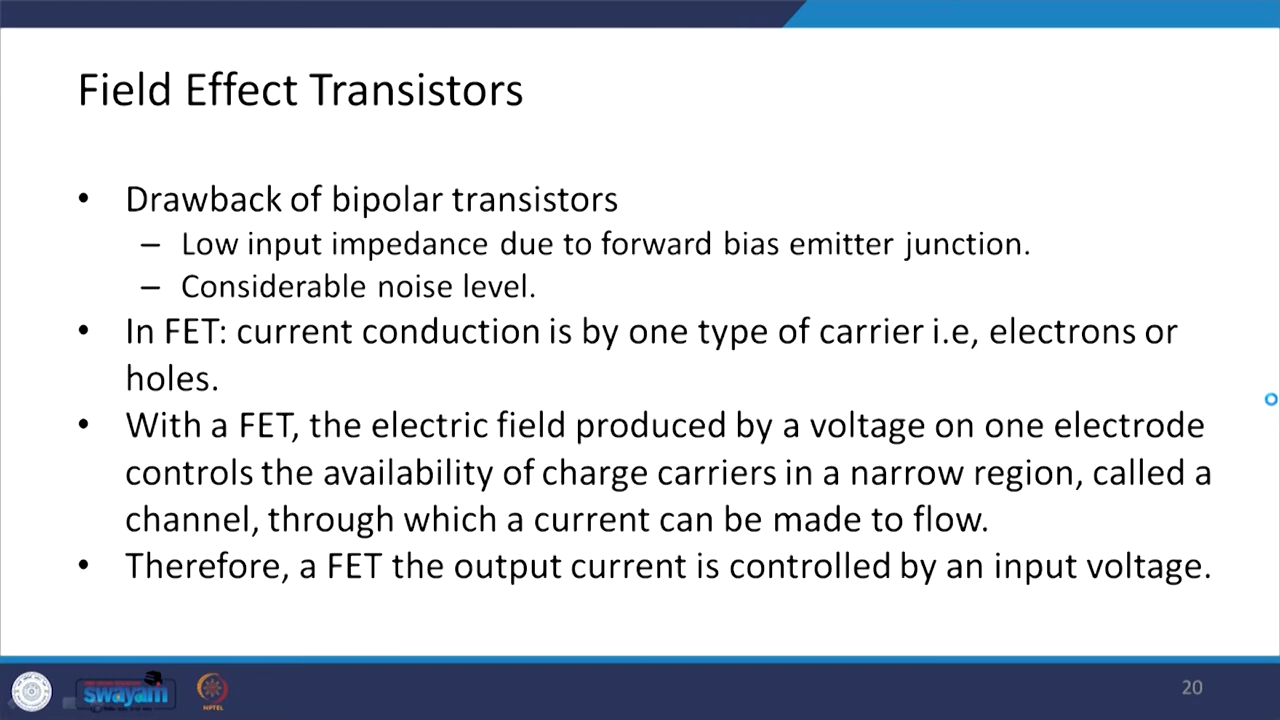 Field Effect Transistors
• Drawback of bipolar transistors
– Low input impedance due to forward bias emitter junction.
– Considerable noise level.
• In FET: current conduction is by one type of carrier i.e, electrons or
holes.
• With a FET, the electric field produced by a voltage on one electrode
controls the availability of charge carriers in a narrow region, called a
channel, through which a current can be made to flow.
• Therefore, a FET the output current is controlled by an input voltage.
swayam
NPTEL
20